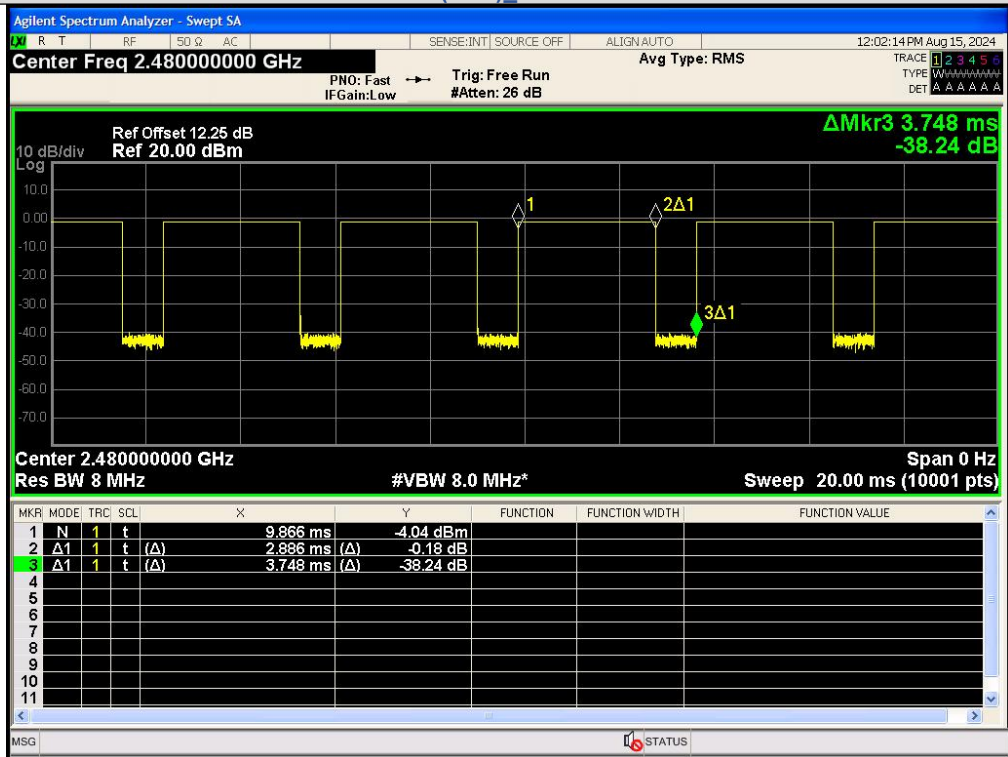 Agilent Spectrum Analyzer - Swept SA
LXI R T RF 50 Ω AC SENSE:INT SOURCE OFF ALIGN AUTO 12:02:14 PM Aug 15, 2024
Center Freq 2.480000000 GHz Avg Type: RMS TRACE 1 2 3 4 5 6
PNO: Fast Trig: Free Run TYPE WWWWWW
IFGain:Low #Atten: 26 dB DET A A A A A A
ΔMkr3 3.748 ms
Ref Offset 12.25 dB
10 dB/div Ref 20.00 dBm -38.24 dB
Log
10.0
0.00
-10.0
-20.0
-30.0
-40.0
-50.0
-60.0
-70.0
1
2Δ1
3Δ1
Center 2.480000000 GHz Span 0 Hz
Res BW 8 MHz #VBW 8.0 MHz* Sweep 20.00 ms (10001 pts)
MKR MODE TRC SCL X Y FUNCTION FUNCTION WIDTH FUNCTION VALUE
1 N 1 t 9.866 ms -4.04 dBm
2 Δ1 1 t (Δ) 2.886 ms (Δ) -0.18 dB
3 Δ1 1 t (Δ) 3.748 ms (Δ) -38.24 dB
4
5
6
7
8
9
10
11
MSG STATUS